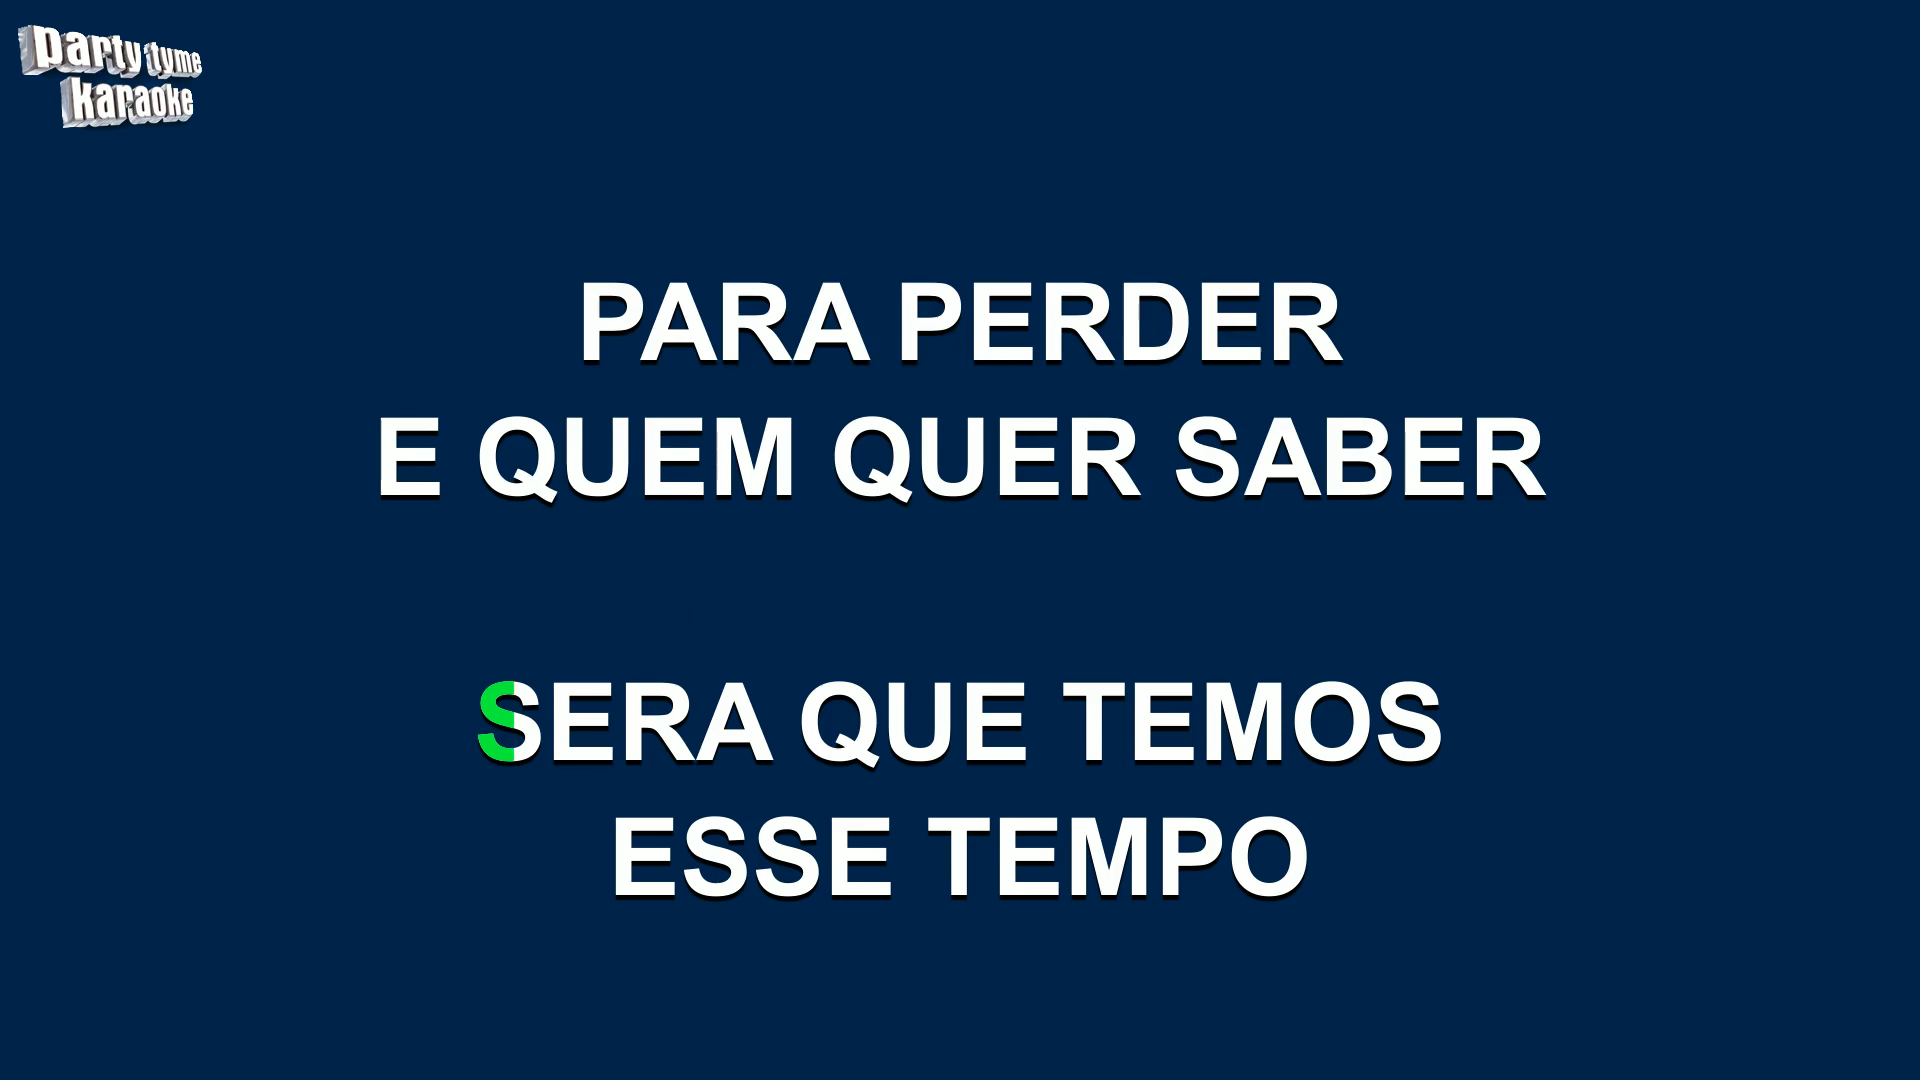 party tyme
karaoke
PARA PERDER
E QUEM QUER SABER
SERA QUE TEMOS
ESSE TEMPO